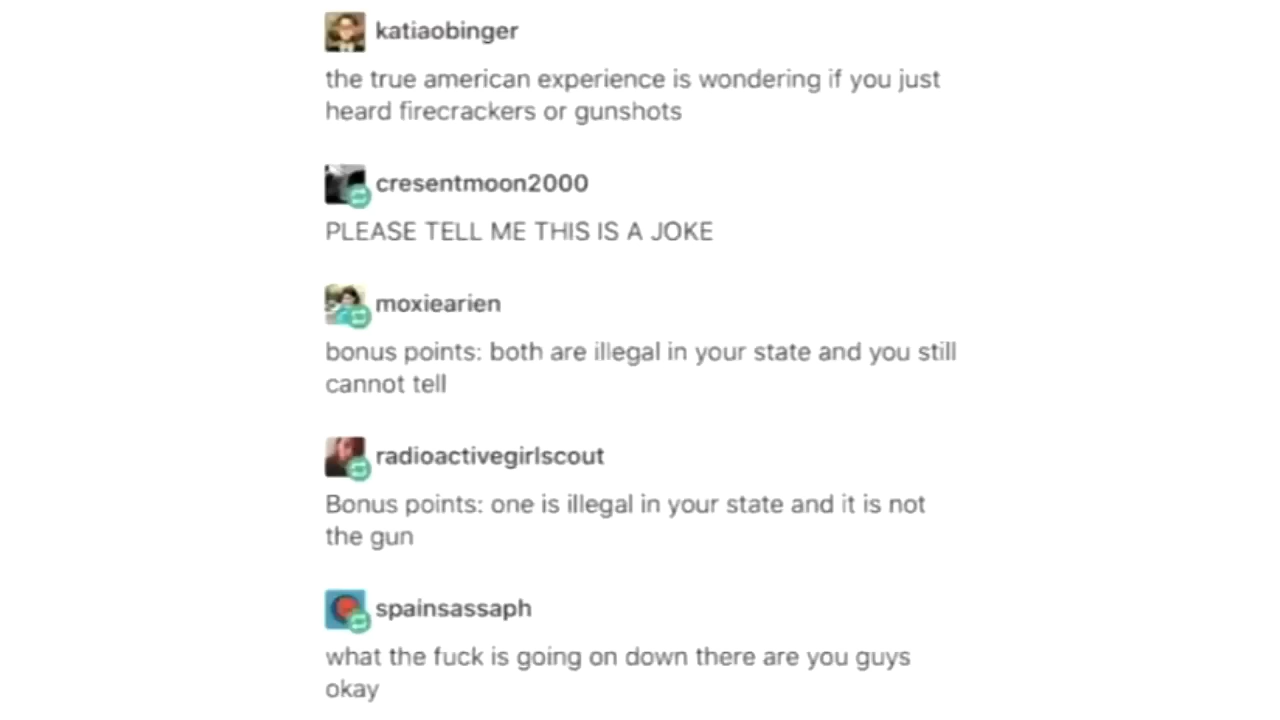 katiaobinger
the true american experience is wondering if you just
heard firecrackers or gunshots
cresentmoon2000
PLEASE TELL ME THIS IS A JOKE
moxiearien
bonus points: both are illegal in your state and you still
cannot tell
radioactivegirlscout
Bonus points: one is illegal in your state and it is not
the gun
spainsassaph
what the fuck is going on down there are you guys
okay